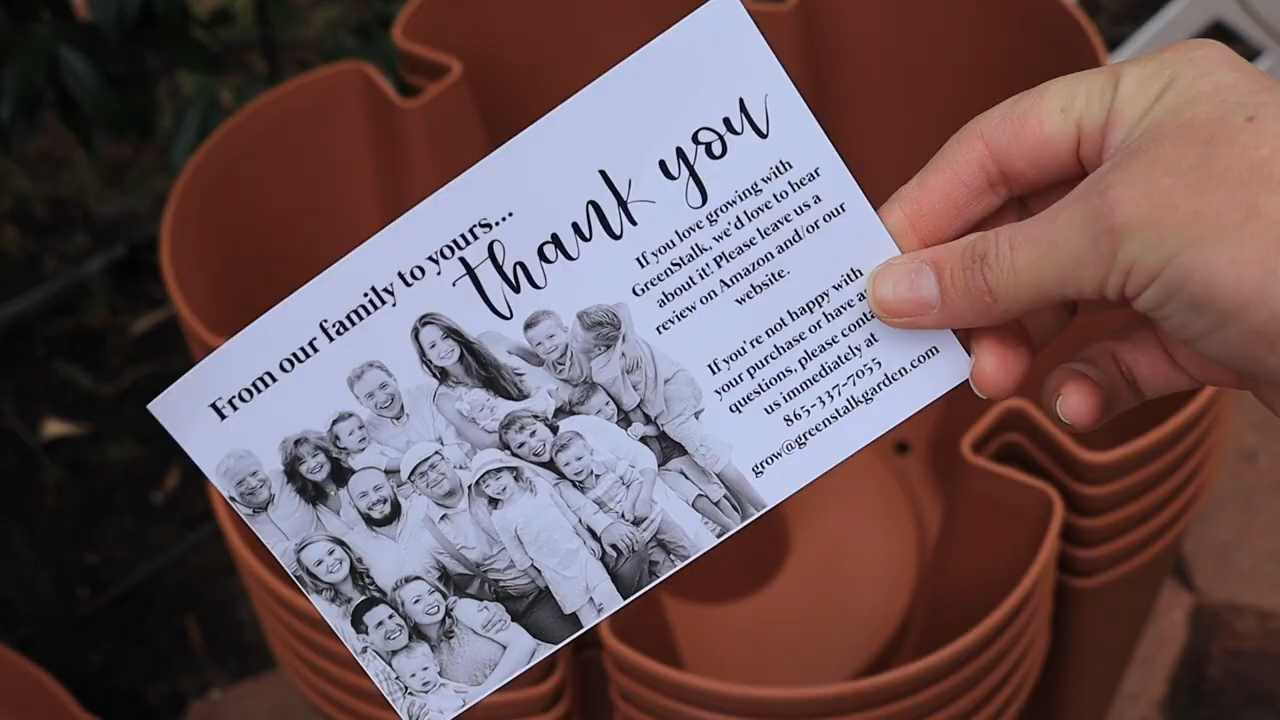 From our family to yours...
thank you
If you love growing with
GreenStalk, we'd love to hear
about it! Please leave us a
review on Amazon and/or our
website.
If you're not happy with
your purchase or have
questions, please
us immediately at
865-337-7055
grow@greenstalkgarden.com